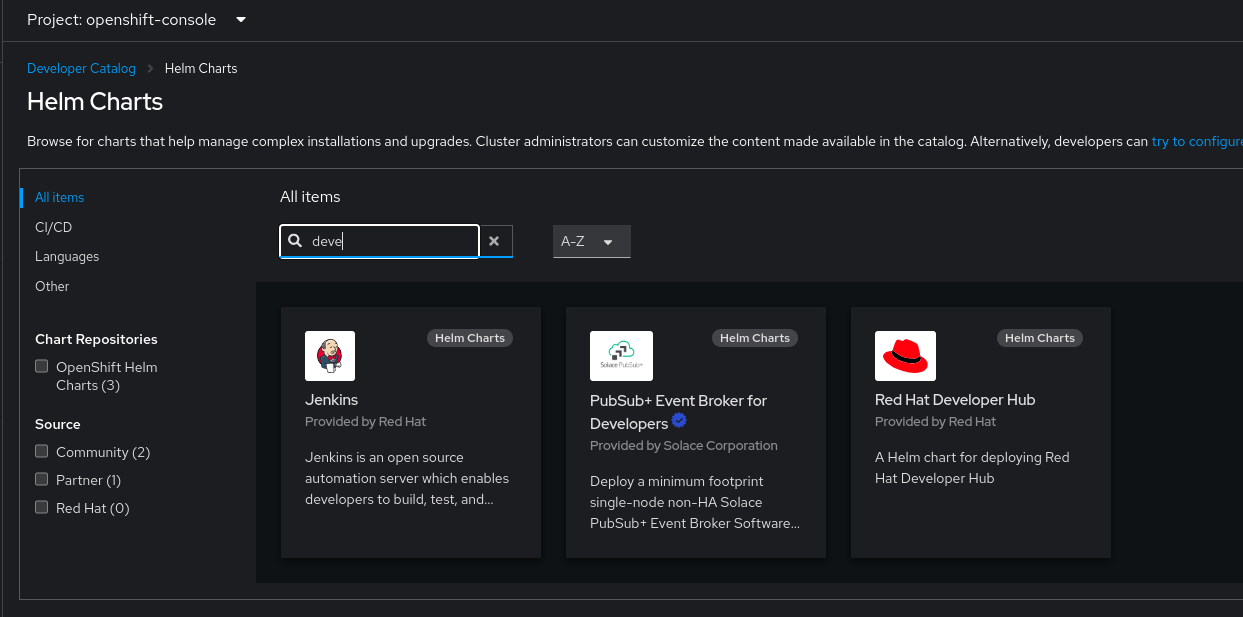 Project: openshift-console
Developer Catalog > Helm Charts
Helm Charts
Browse for charts that help manage complex installations and upgrades. Cluster administrators can customize the content made available in the catalog. Alternatively, developers can try to configure
All items
CI/CD
Languages
Other
Chart Repositories
OpenShift Helm
Charts (3)
Source
Community (2)
Partner (1)
Red Hat (0)
All items
deve
A-Z
Helm Charts
Jenkins
Provided by Red Hat
Jenkins is an open source
automation server which enables
developers to build, test, and...
Solace PubSub+
Helm Charts
PubSub+ Event Broker for
Developers
Provided by Solace Corporation
Deploy a minimum footprint
single-node non-HA Solace
PubSub+ Event Broker Software...
Helm Charts
Red Hat Developer Hub
Provided by Red Hat
A Helm chart for deploying Red
Hat Developer Hub